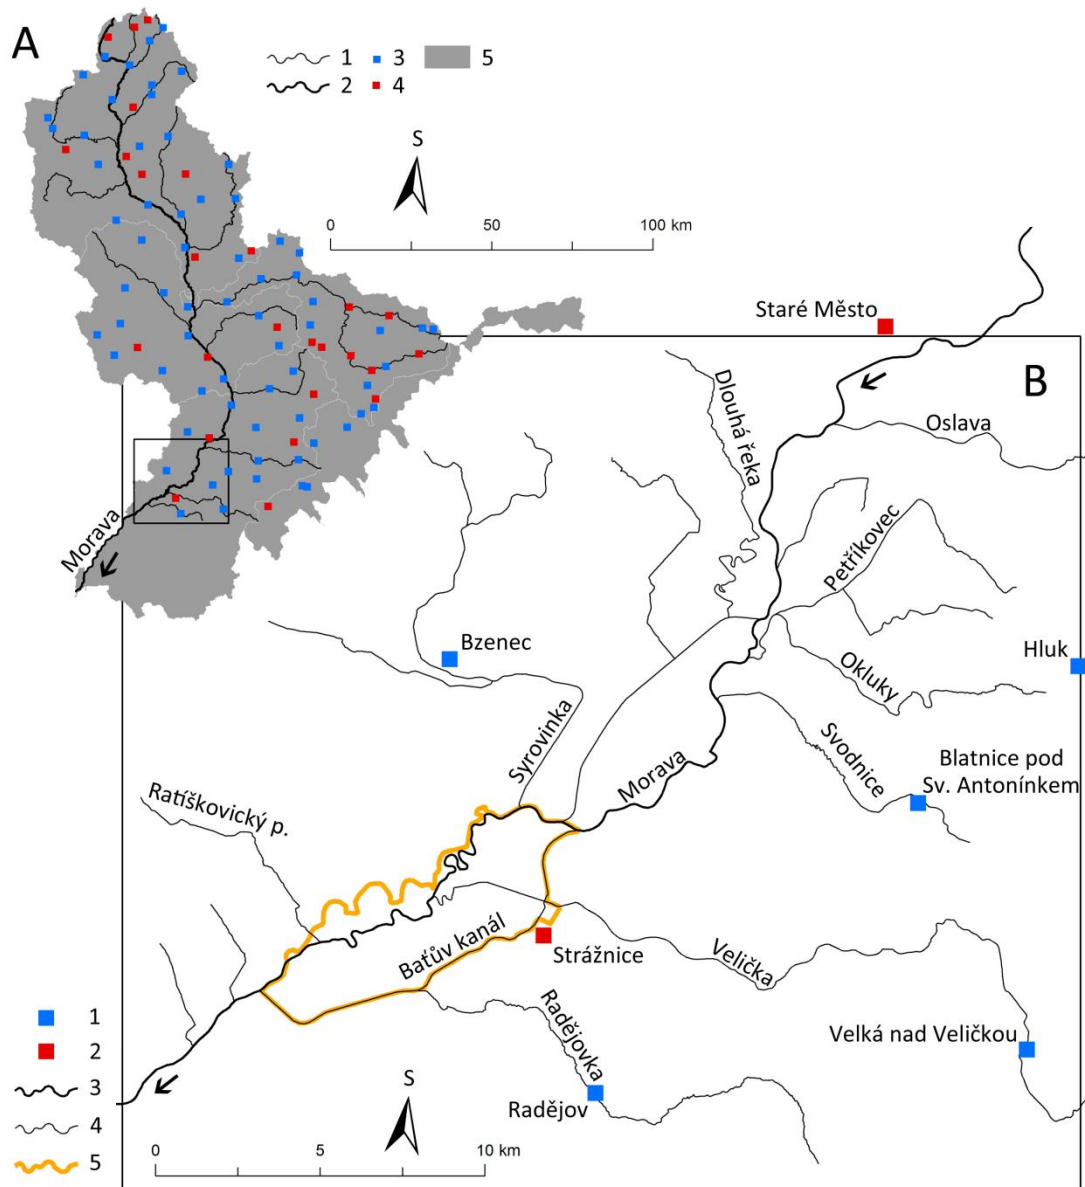 A
1
3
5
2
4
S
0
50
100 km
Staré Město
B
Dlouhá řeka
Oslava
Petříkovec
Morava
Bzenec
Hluk
Okluky
Syrovinka
Morava
Svodnice
Blatnice pod
Sv. Antonínkem
Ratíškovický p.
Baťův kanál
Strážnice
Velička
Radějovka
Velká nad Veličkou
Radějov
1
2
3
4
5
S
0
5
10 km